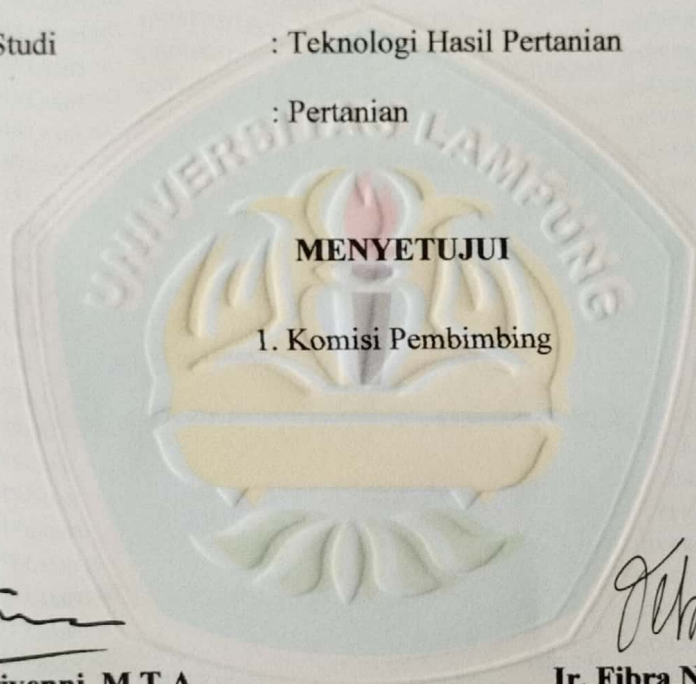 Studi : Teknologi Hasil Pertanian
: Pertanian
UNIVERSITAS LAMPUNG
MENYETUJUI
1. Komisi Pembimbing
M.T.A.
Ir. Fibra N